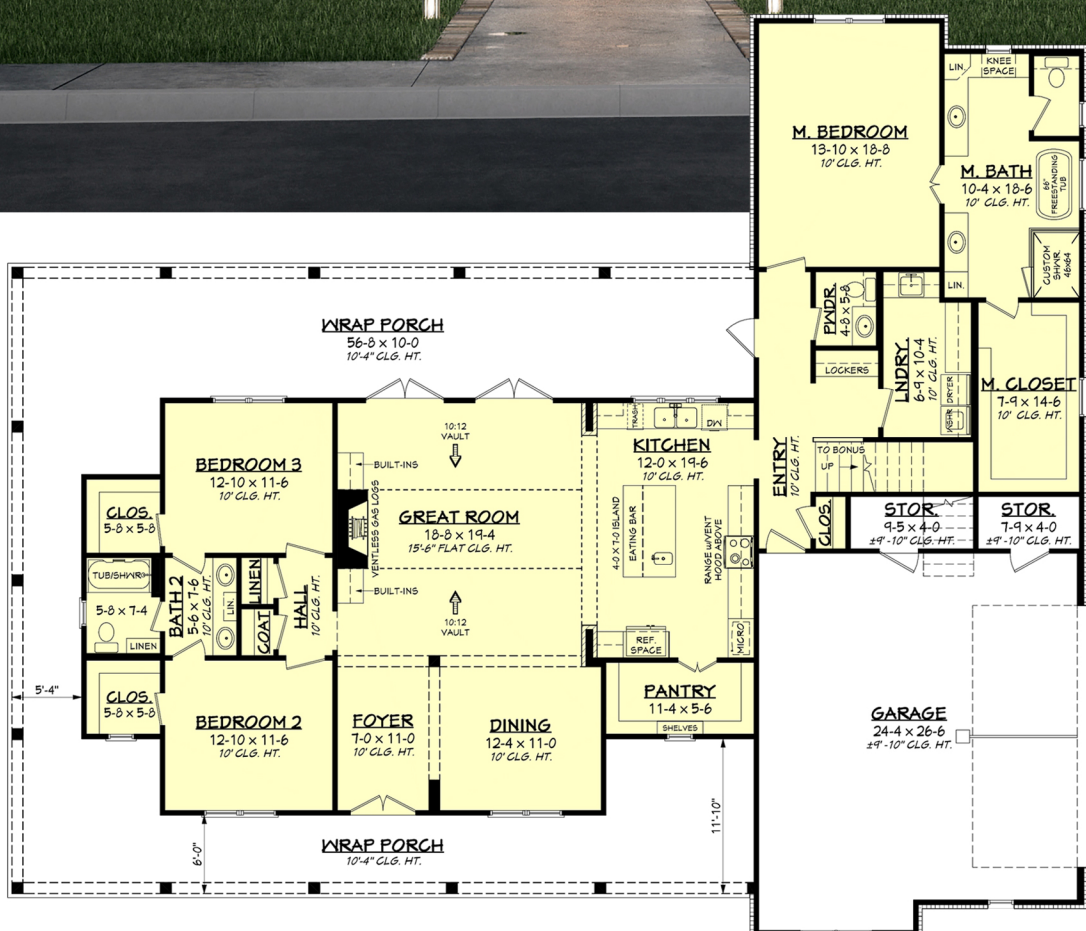 M. BEDROOM
13-10 x 18-8
10' CLG. HT.
LIN.
KNEE
SPACE
M. BATH
10-4 x 18-6
10' CLG. HT.
66"
FREESTANDING
TUB
CUSTOM
SHWR.
46x64
LIN.
PWDR.
4-8 x 5-8
LOCKERS
LNDRY.
6-9 x 10-4
10' CLG. HT.
DRYER
WSHR
M. CLOSET
7-9 x 14-6
10' CLG. HT.
WRAP PORCH
56-8 x 10-0
10'-4" CLG. HT.
BEDROOM 3
12-10 x 11-6
10' CLG. HT.
10:12
VAULT
BUILT-INS
VENTLESS GAS LOGS
GREAT ROOM
18-8 x 19-4
15'-6" FLAT CLG. HT.
BUILT-INS
10:12
VAULT
TRASH
DW
KITCHEN
12-0 x 19-6
10' CLG. HT.
4-0 x 7-0 ISLAND
EATING BAR
RANGE w/VENT
HOOD ABOVE
REF.
SPACE
MICRO
ENTRY
10' CLG. HT.
TO BONUS
UP
CLOS.
STOR.
9-5 x 4-0
±9'-10" CLG. HT.
STOR.
7-9 x 4-0
±9'-10" CLG. HT.
CLOS.
5-8 x 5-8
TUB/SHWR
5-8 x 7-4
LINEN
BATH 2
5-6 x 7-6
10' CLG. HT.
LIN.
LINEN
COAT
HALL
10' CLG. HT.
CLOS.
5-8 x 5-8
5'-4"
BEDROOM 2
12-10 x 11-6
10' CLG. HT.
FOYER
7-0 x 11-0
10' CLG. HT.
DINING
12-4 x 11-0
10' CLG. HT.
PANTRY
11-4 x 5-6
SHELVES
GARAGE
24-4 x 26-6
±9'-10" CLG. HT.
11'-10"
6'-0"
WRAP PORCH
10'-4" CLG. HT.